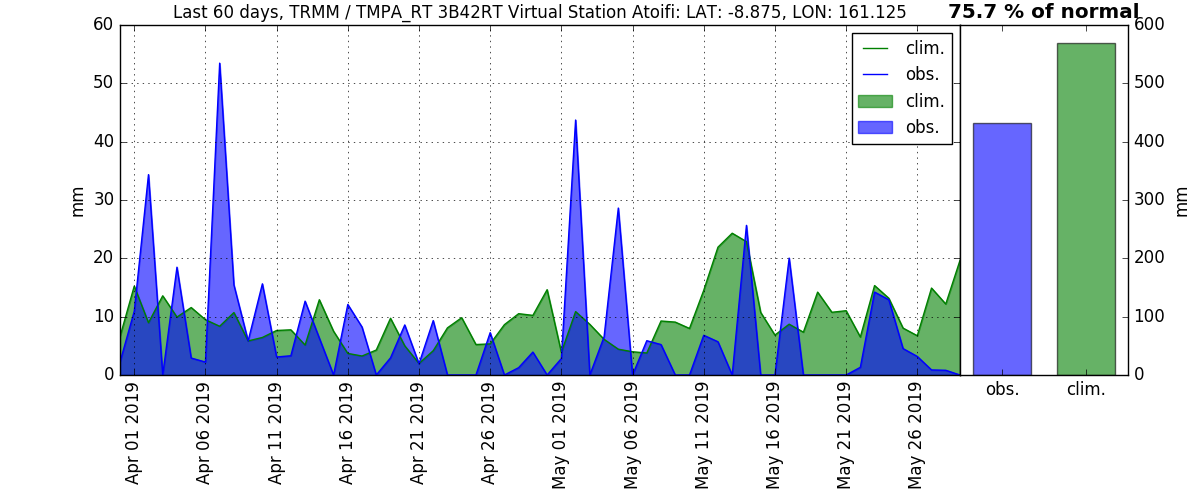 Last 60 days, TRMM / TMPA_RT 3B42RT Virtual Station Atoifi: LAT: -8.875, LON: 161.125
75.7 % of normal
60
50
40
30
20
10
0
mm
clim.
obs.
clim.
obs.
600
500
400
300
200
100
0
mm
Apr 01 2019
Apr 06 2019
Apr 11 2019
Apr 16 2019
Apr 21 2019
Apr 26 2019
May 01 2019
May 06 2019
May 11 2019
May 16 2019
May 21 2019
May 26 2019
obs.
clim.